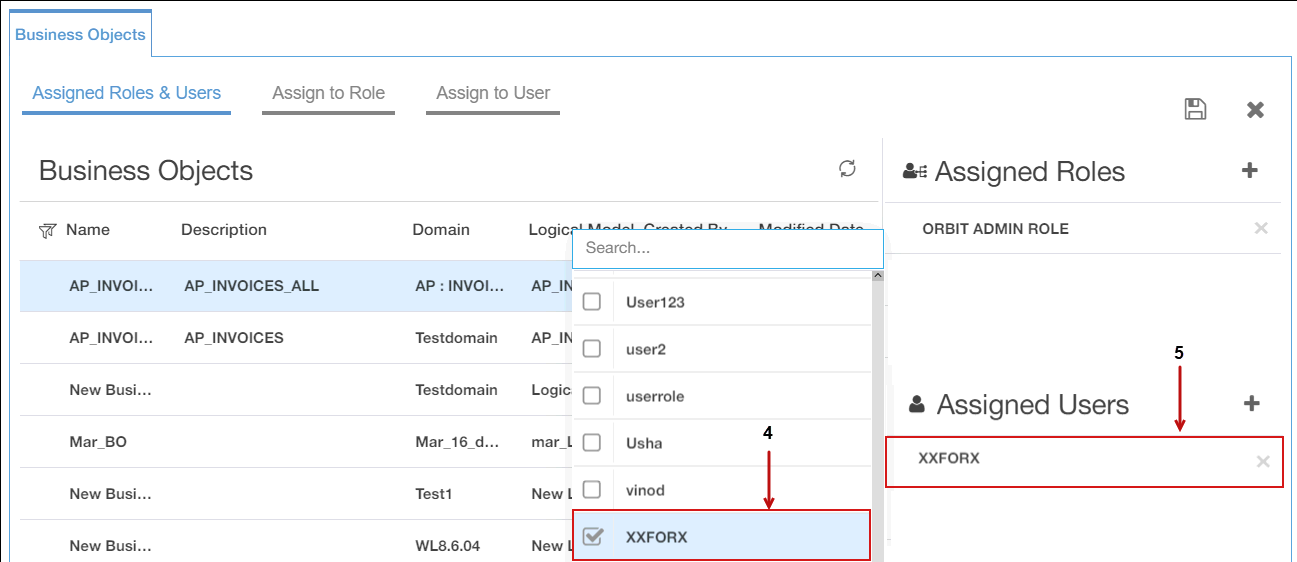 Business Objects
Assigned Roles & Users Assign to Role Assign to User
Business Objects
Assigned Roles
Name Description Domain Logical Model Created By Modified Date
Search...
ORBIT ADMIN ROLE
AP_INVOI... AP_INVOICES_ALL AP : INVOI... AP_IN
User123
AP_INVOI... AP_INVOICES Testdomain AP_IN
user2
New Busi... Testdomain Logic
userrole
5
Assigned Users
Mar_BO Mar_16_d... mar_L
Usha
4
XXFORX
New Busi... Test1 New L
vinod
New Busi... WL8.6.04 New L
XXFORX